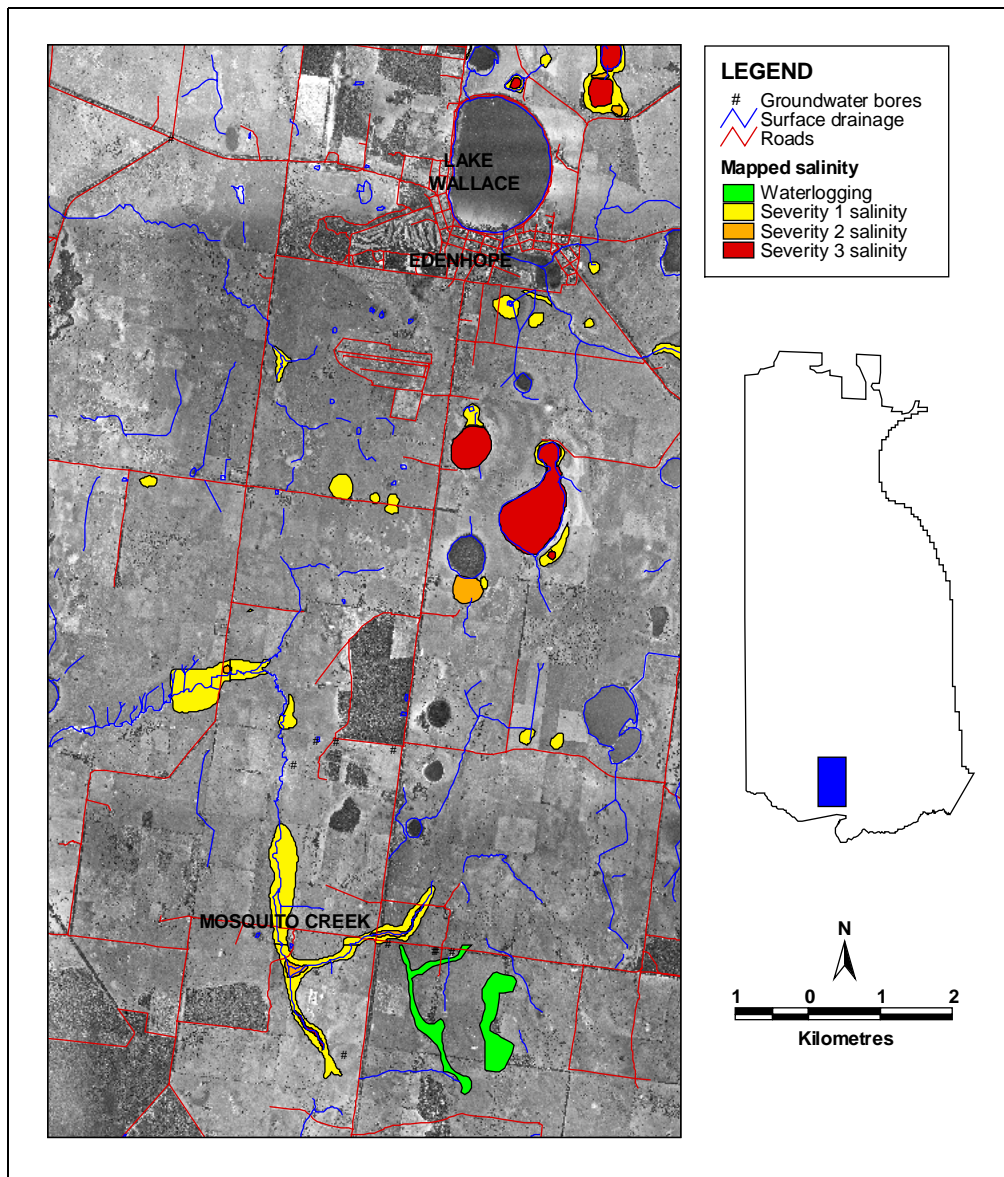 LAKE
WALLACE
EDENHOPE
MOSQUITO CREEK
#
#
#
#
#
#
#
#
#
#
LEGEND
# Groundwater bores
Surface drainage
Roads
Mapped salinity
Waterlogging
Severity 1 salinity
Severity 2 salinity
Severity 3 salinity
N
1 0 1 2
Kilometres